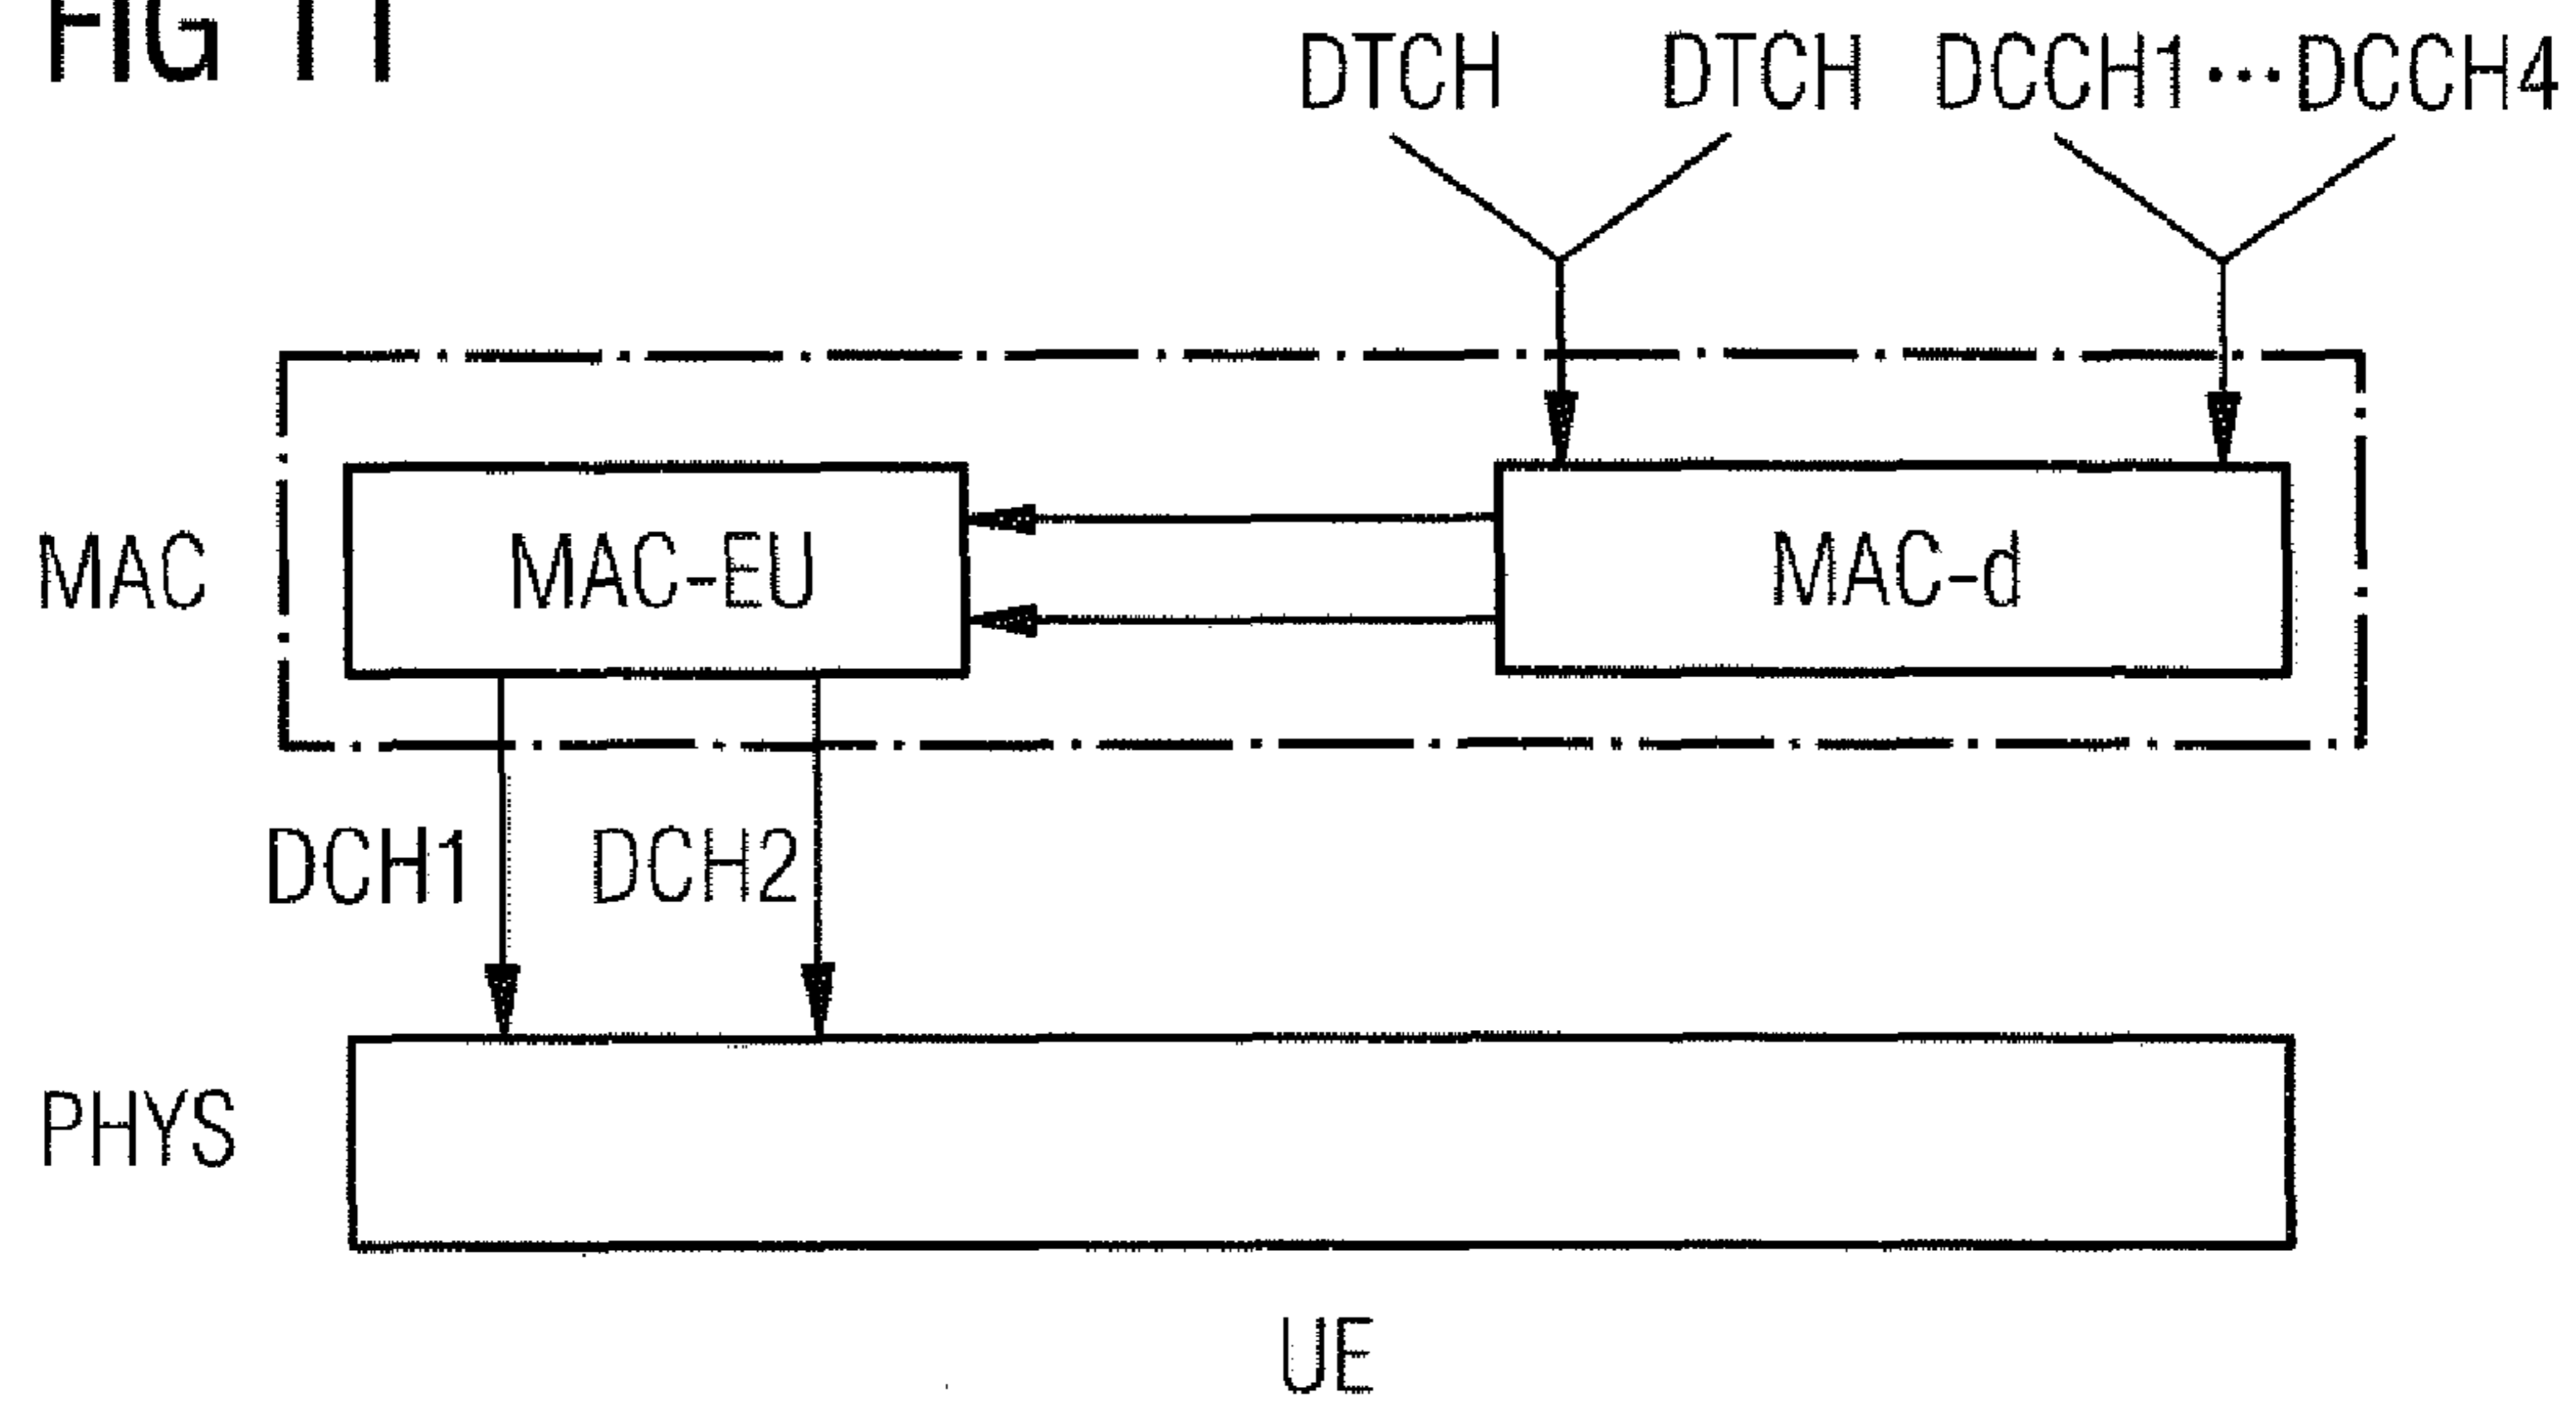 FIG 11
DTCH DTCH DCCH1...DCCH4
MAC MAC-EU MAC-d
DCH1 DCH2
PHYS
UE